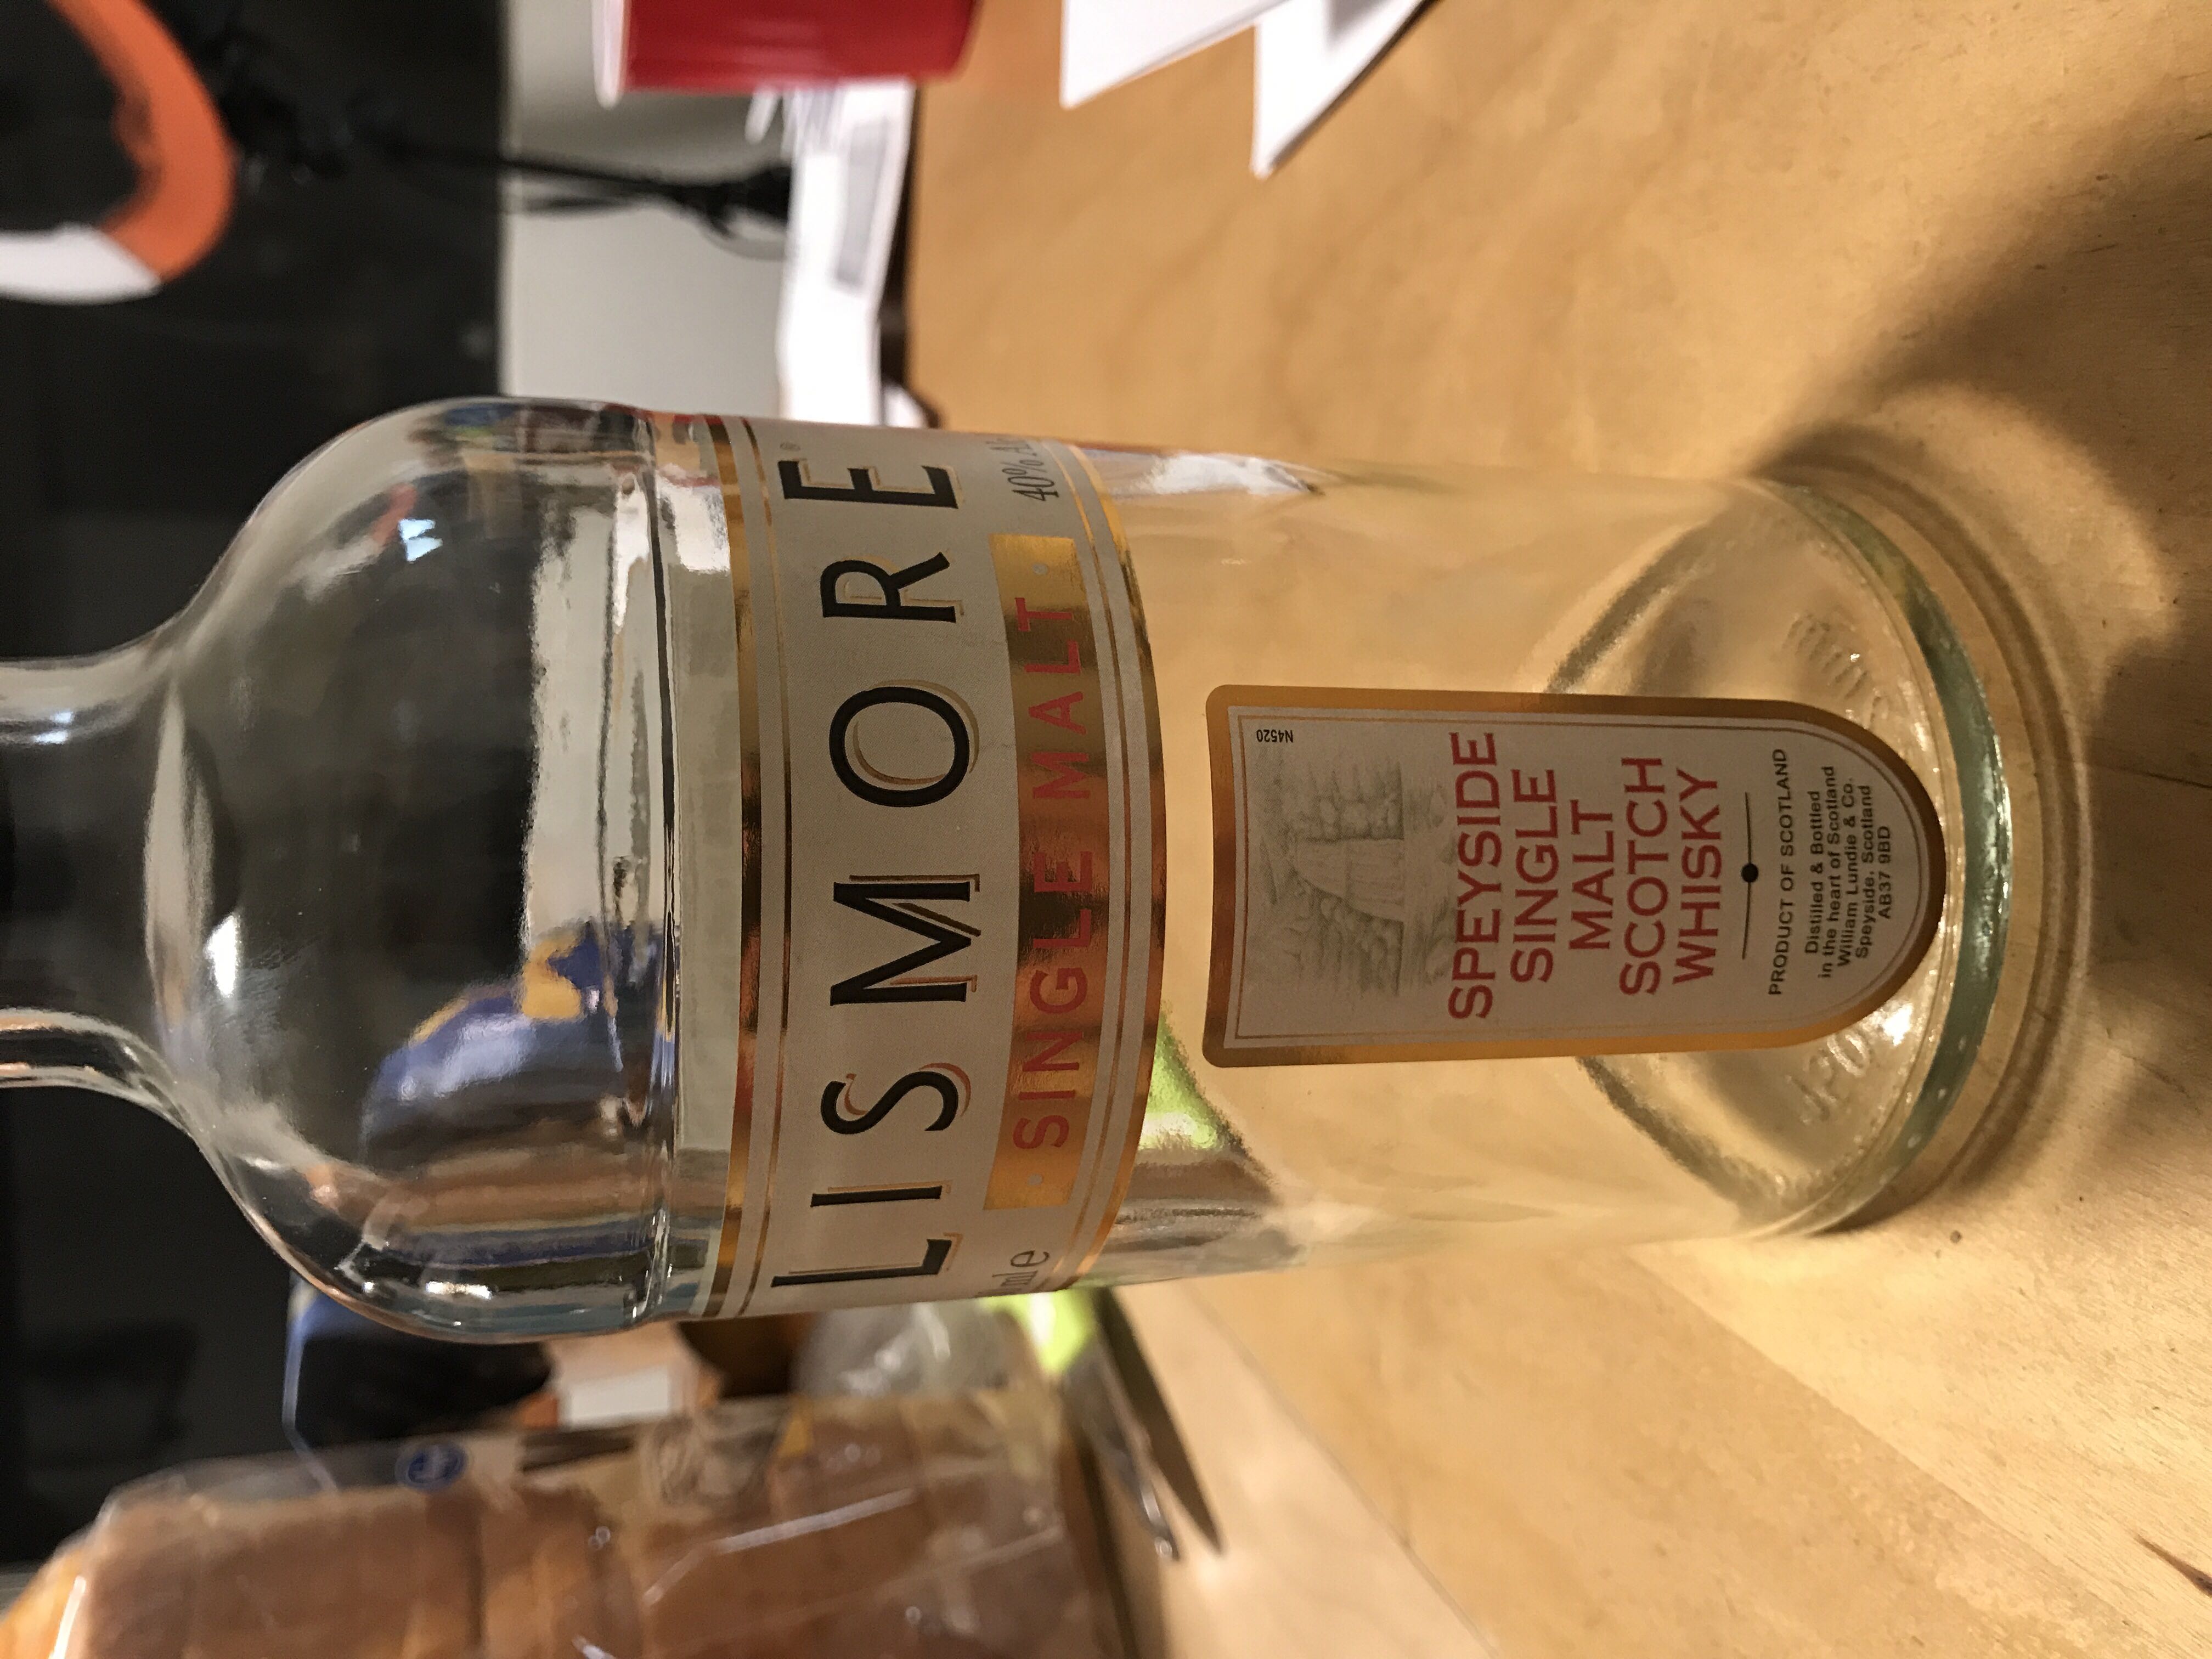 LISMORE®
SINGLE MALT
40%
mle
N4520
SPEYSIDE
SINGLE
MALT
SCOTCH
WHISKY
PRODUCT OF SCOTLAND
Distilled & Bottled
in the heart of Scotland
William Lundie & Co.
Speyside, Scotland
AB37 9BD